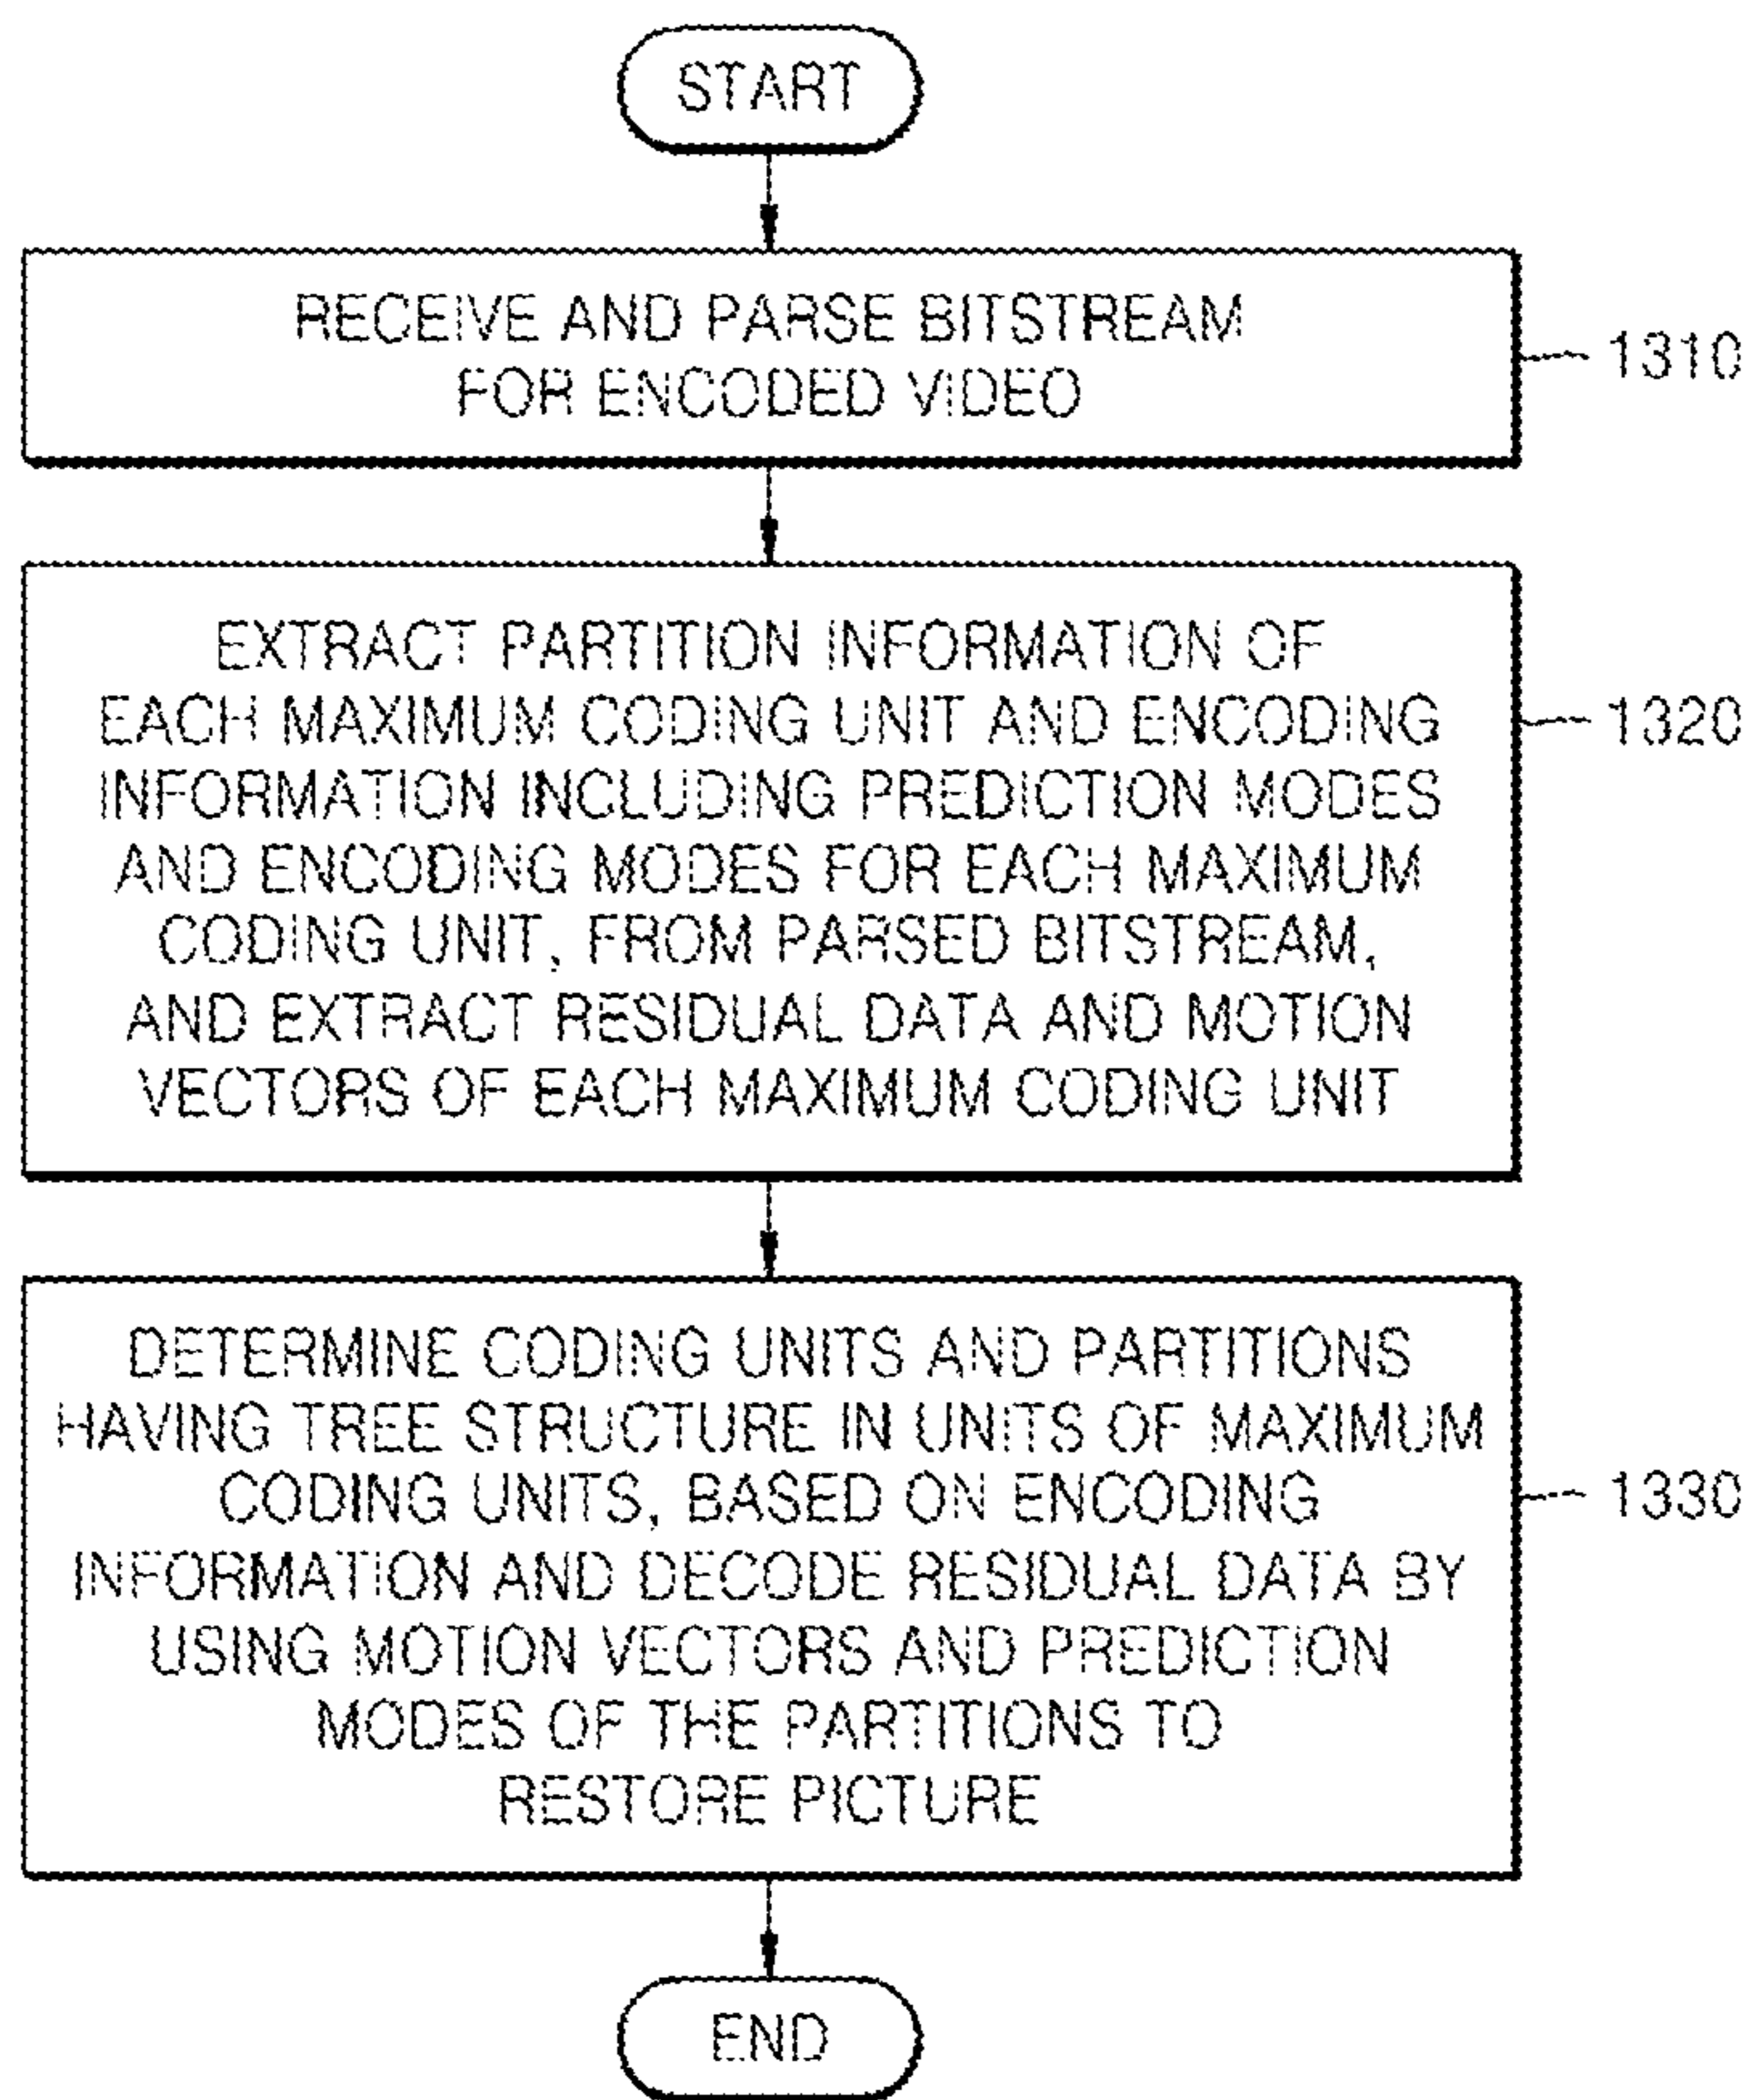 START
RECEIVE AND PARSE BITSTREAM
FOR ENCODED VIDEO
1310
EXTRACT PARTITION INFORMATION OF
EACH MAXIMUM CODING UNIT AND ENCODING
INFORMATION INCLUDING PREDICTION MODES
AND ENCODING MODES FOR EACH MAXIMUM
CODING UNIT, FROM PARSED BITSTREAM,
AND EXTRACT RESIDUAL DATA AND MOTION
VECTORS OF EACH MAXIMUM CODING UNIT
1320
DETERMINE CODING UNITS AND PARTITIONS
HAVING TREE STRUCTURE IN UNITS OF MAXIMUM
CODING UNITS, BASED ON ENCODING
INFORMATION AND DECODE RESIDUAL DATA BY
USING MOTION VECTORS AND PREDICTION
MODES OF THE PARTITIONS TO
RESTORE PICTURE
1330
END